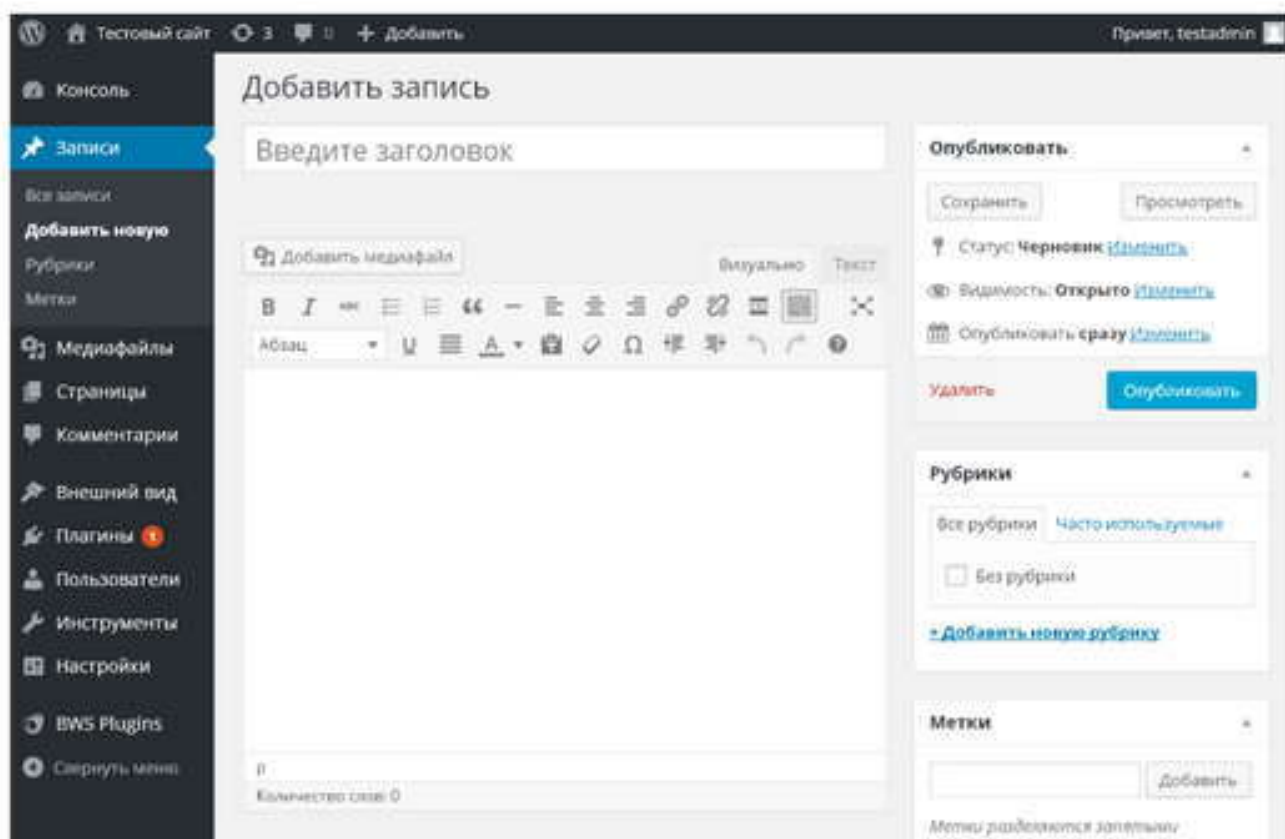 Тестовый сайт 3 0 Добавить Привет, testadmin
Консоль
Записи
Все записи
Добавить новую
Рубрики
Метки
Медиафайлы
Страницы
Комментарии
Внешний вид
Плагины 1
Пользователи
Инструменты
Настройки
BWS Plugins
Свернуть меню
Добавить запись
Введите заголовок
Добавить медиафайл
Визуально Текст
B I ABC
Абзац U A Ω
p
Количество слов: 0
Опубликовать
Сохранить Просмотреть
Статус: Черновик Изменить
Видимость: Открыто Изменить
Опубликовать сразу Изменить
Удалить Опубликовать
Рубрики
Все рубрики Часто используемые
Без рубрики
+ Добавить новую рубрику
Метки
Добавить
Метки разделяются запятыми